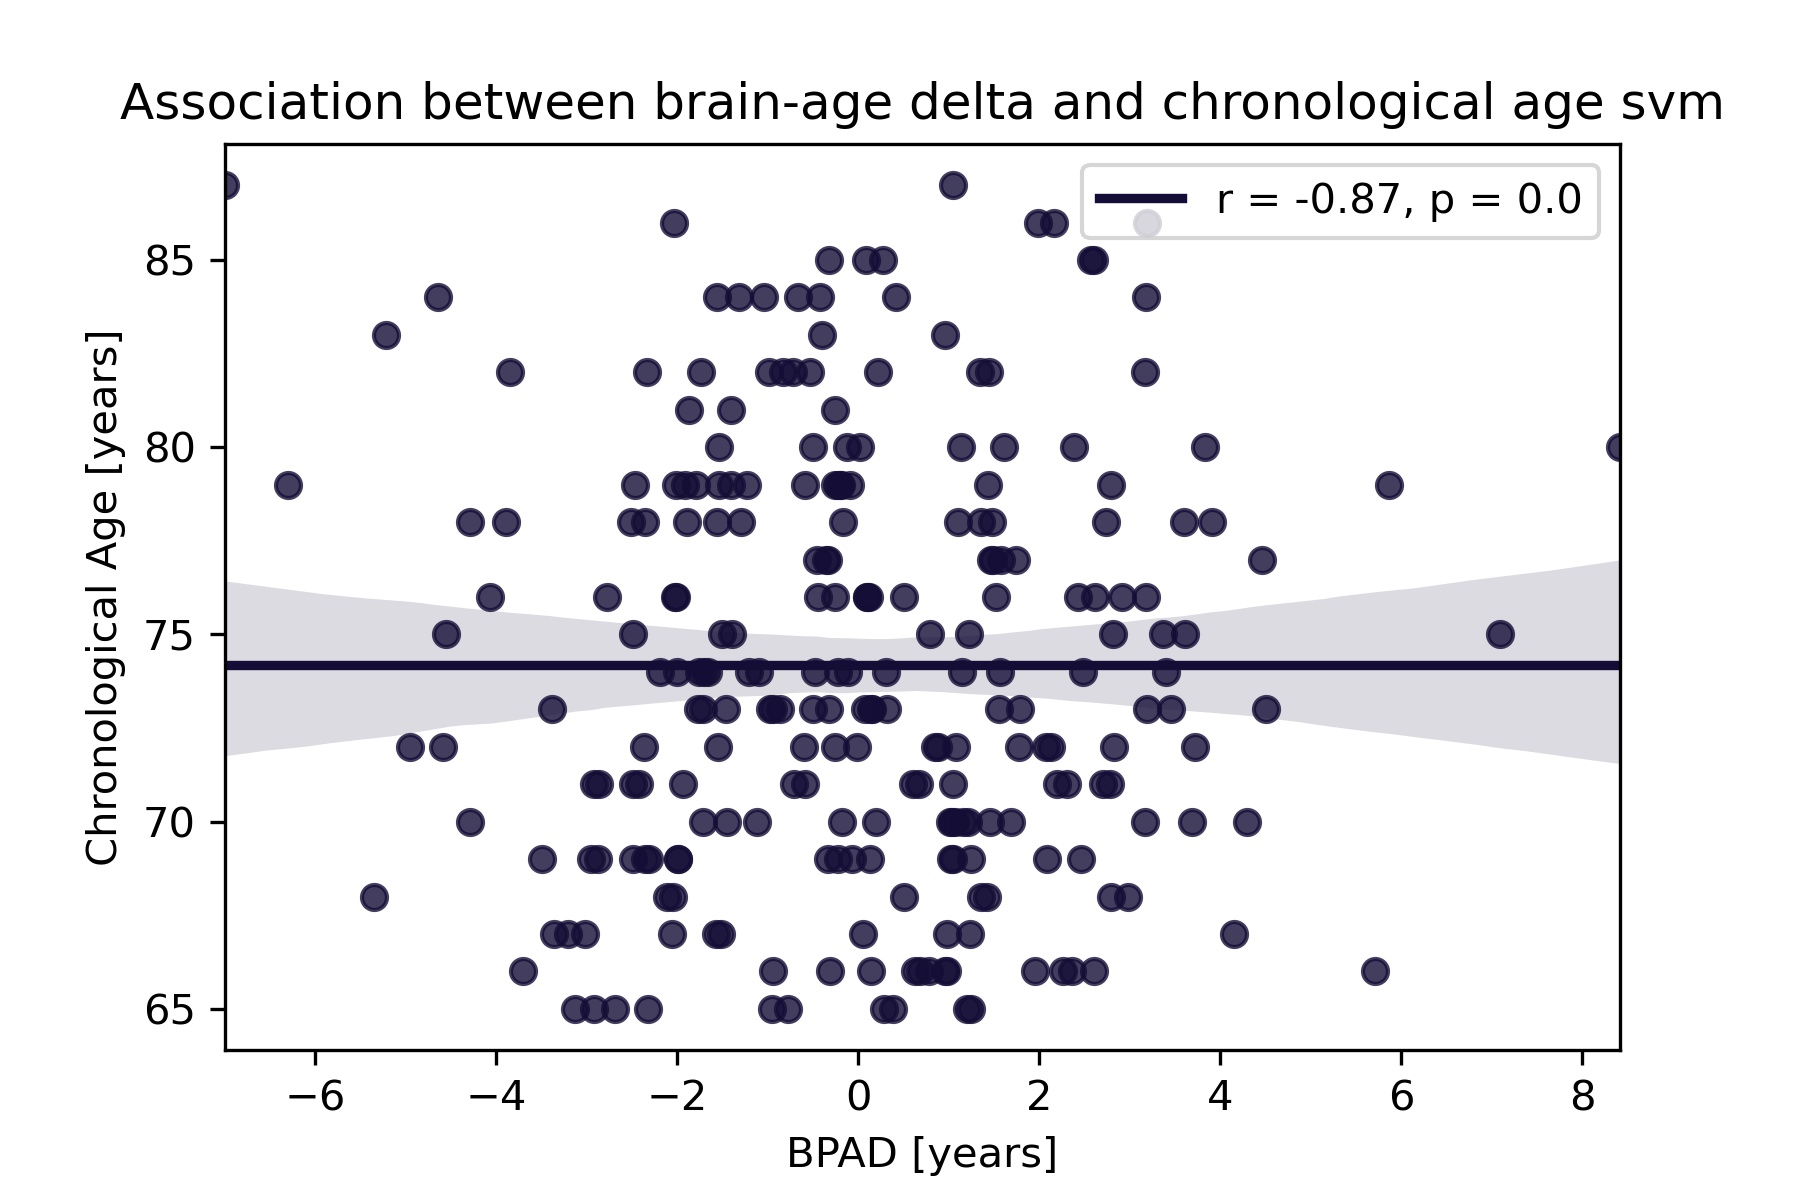 Association between brain-age delta and chronological age svm
r = -0.87, p = 0.0
Chronological Age [years]
85
80
75
70
65
−6 −4 −2 0 2 4 6 8
BPAD [years]